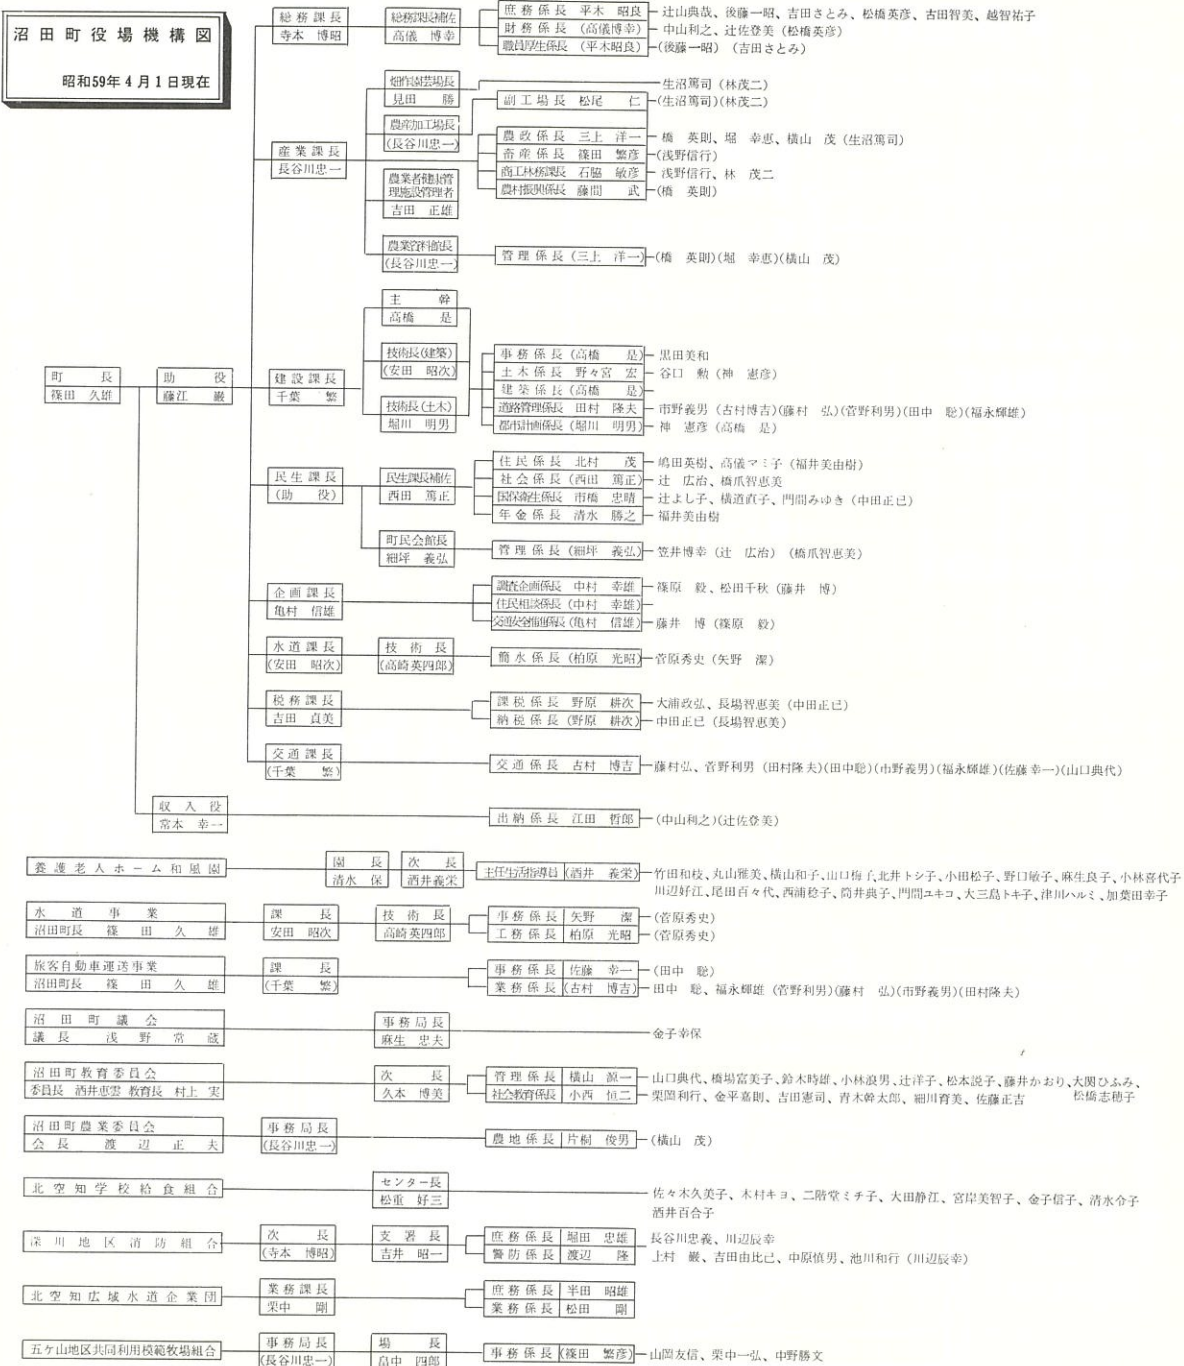 沼田町役場機構図
昭和59年4月1日現在
総務課長
寺本 博昭
総務課長補佐
高儀 博幸
庶務係長 平木 昭良 辻山典哉、後藤一昭、吉田さとみ、松橋英彦、古田智美、越智祐子
財務係長 (高儀博幸) 中山利之、辻佐登美 (松橋英彦)
職員厚生係長 (平木昭良) (後藤一昭) (吉田さとみ)
産業課長
長谷川忠一
畑作園芸場長
見田 勝
生沼篤司 (林茂二)
農産加工場長
(長谷川忠一)
副工場長 松尾 仁 (生沼篤司)(林茂二)
農業者健康管理施設管理者
吉田 正雄
農政係長 三上 洋一 橋 英則、堀 幸恵、横山 茂 (生沼篤司)
畜産係長 篠田 繁彦 (浅野信行)
商工林務課長 石脇 敏彦 浅野信行、林 茂二
農村振興係長 藤間 武 (橋 英則)
農業資料館長
(長谷川忠一)
管理係長 (三上 洋一) (橋 英則)(堀 幸恵)(横山 茂)
町長
篠田 久雄
助役
藤江 巌
建設課長
千葉 繁
主幹
高橋 是
技術長(建築)
(安田 昭次)
技術長(土木)
堀川 明男
事務係長 (高橋 是) 黒田美和
土木係長 野々宮 宏 谷口 勲 (神 憲彦)
建築係長 (高橋 是)
道路管理係長 田村 隆夫 市野義男 (古村博吉)(藤村 弘)(菅野利男)(田中 聡)(福永輝雄)
都市計画係長 (堀川 明男) 神 憲彦 (高橋 是)
民生課長
(助役)
民生課長補佐
西田 篤正
住民係長 北村 茂 嶋田英樹、高儀マミ子 (福井美由樹)
社会係長 (西田 篤正) 辻 広治、橋爪智恵美
国保衛生係長 市橋 忠晴 辻よし子、横道直子、門間みゆき (中田正巳)
年金係長 清水 勝之 福井美由樹
町民会館長
細坪 義弘
管理係長 (細坪 義弘) 笠井博幸 (辻 広治) (橋爪智恵美)
企画課長
亀村 信雄
調査企画係長 中村 幸雄 篠原 毅、松田千秋 (藤井 博)
住民相談係長 (中村 幸雄)
交通安全推進係長 (亀村 信雄) 藤井 博 (篠原 毅)
水道課長
(安田 昭次)
技術長
(高崎英四郎)
簡水係長 (柏原 光昭) 菅原秀史 (矢野 潔)
税務課長
吉田 貞美
課税係長 野原 耕次 大浦政弘、長場智恵美 (中田正巳)
納税係長 (野原 耕次) 中田正巳 (長場智恵美)
交通課長
(千葉 繁)
交通係長 古村 博吉 藤村弘、菅野利男 (田村隆夫)(田中聡)(市野義男)(福永輝雄)(佐藤幸一)(山口典代)
収入役
常本 幸一
出納係長 江田 哲郎 (中山利之)(辻佐登美)
養護老人ホーム和風園
園長
清水 保
次長
酒井義栄
主任生活指導員 (酒井 義栄) 竹田和枝、丸山雅美、横山和子、山口梅子、北井トシ子、小田松子、野口敏子、麻生良子、小林喜代子
川辺好江、尾田百々代、西浦稔子、筒井典子、門間ユキコ、大三島トキ子、津川ハルミ、加葉田幸子
水道事業
沼田町長 篠田久雄
課長
安田 昭次
技術長
高崎英四郎
事務係長 矢野 潔 (菅原秀史)
工務係長 柏原 光昭 (菅原秀史)
旅客自動車運送事業
沼田町長 篠田久雄
課長
(千葉 繁)
事務係長 佐藤 幸一 (田中 聡)
業務係長 (古村 博吉) 田中 聡、福永輝雄 (菅野利男)(藤村 弘)(市野義男)(田村隆夫)
沼田町議会
議長 浅野常蔵
事務局長
麻生 忠夫
金子幸保
沼田町教育委員会
委員長 酒井恵雲 教育長 村上 実
次長
久本 博美
管理係長 横山 源一 山口典代、橋場富美子、鈴木時雄、小林浪男、辻洋子、松本説子、藤井かおり、大関ひふみ、
松橋志穂子
社会教育係長 小西 恒二 栗岡利行、金平嘉則、吉田憲司、青木幹太郎、細川育美、佐藤正吉
沼田町農業委員会
会長 渡辺正夫
事務局長
(長谷川忠一)
農地係長 片桐 俊男 (横山 茂)
北空知学校給食組合
センター長
松重 好三
佐々木久美子、木村キヨ、二階堂ミチ子、大田静江、宮岸美智子、金子信子、清水令子
酒井百合子
深川地区消防組合
次長
(寺本 博昭)
支署長
吉井 昭一
庶務係長 堀田 忠雄 長谷川忠義、川辺辰幸
警防係長 渡辺 隆 上村 巌、吉田由比己、中原慎男、池川和行 (川辺辰幸)
北空知広域水道企業団
業務課長
栗中 剛
庶務係長 半田 昭雄
業務係長 松田 剛
五ケ山地区共同利用模範牧場組合
事務局長
(長谷川忠一)
場長
畠中 四郎
事務係長 (篠田 繁彦) 山岡友信、栗中一弘、中野勝文